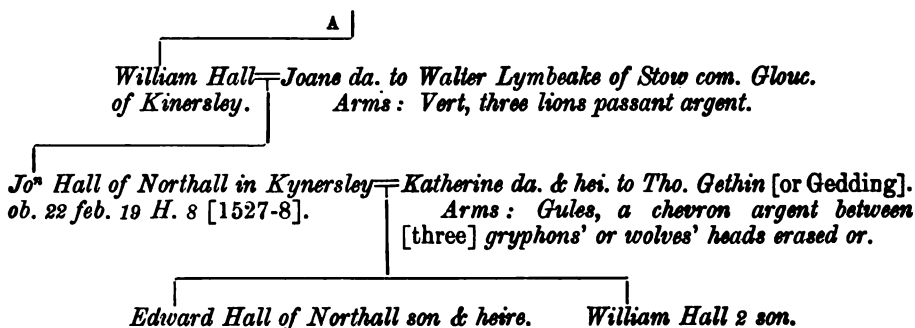 A
William Hall=Joane da. to Walter Lymbeake of Stow com. Glouc.
of Kinersley. Arms: Vert, three lions passant argent.
Joⁿ Hall of Northall in Kynersley=Katherine da. & hei. to Tho. Gethin [or Gedding].
ob. 22 feb. 19 H. 8 [1527-8]. Arms: Gules, a chevron argent between
[three] gryphons' or wolves' heads erased or.
Edward Hall of Northall son & heire. William Hall 2 son.